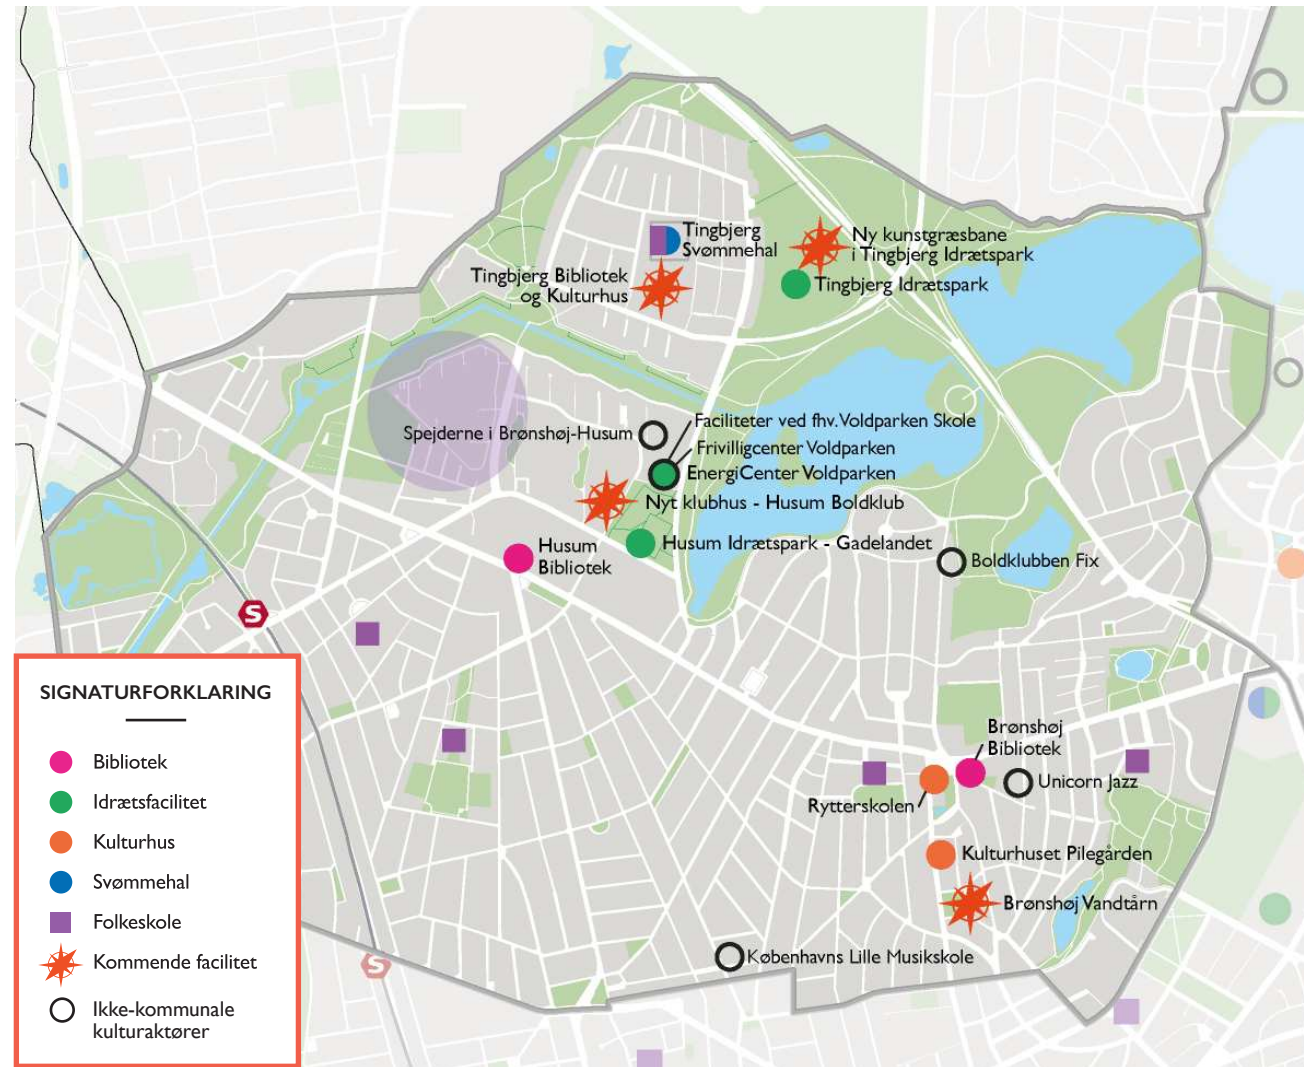 Tingbjerg
Svømmehal
Ny kunstgræsbane
i Tingbjerg Idrætspark
Tingbjerg Bibliotek
og Kulturhus
Tingbjerg Idrætspark
Faciliteter ved fhv. Voldparken Skole
Spejderne i Brønshøj-Husum
Frivilligcenter Voldparken
EnergiCenter Voldparken
Nyt klubhus - Husum Boldklub
Husum Idrætspark - Gadelandet
Husum
Bibliotek
Boldklubben Fix
S
Brønshøj
Bibliotek
Unicorn Jazz
Rytterskolen
Kulturhuset Pilegården
Brønshøj Vandtårn
Københavns Lille Musikskole
S
SIGNATURFORKLARING
Bibliotek
Idrætsfacilitet
Kulturhus
Svømmehal
Folkeskole
Kommende facilitet
Ikke-kommunale
kulturaktører